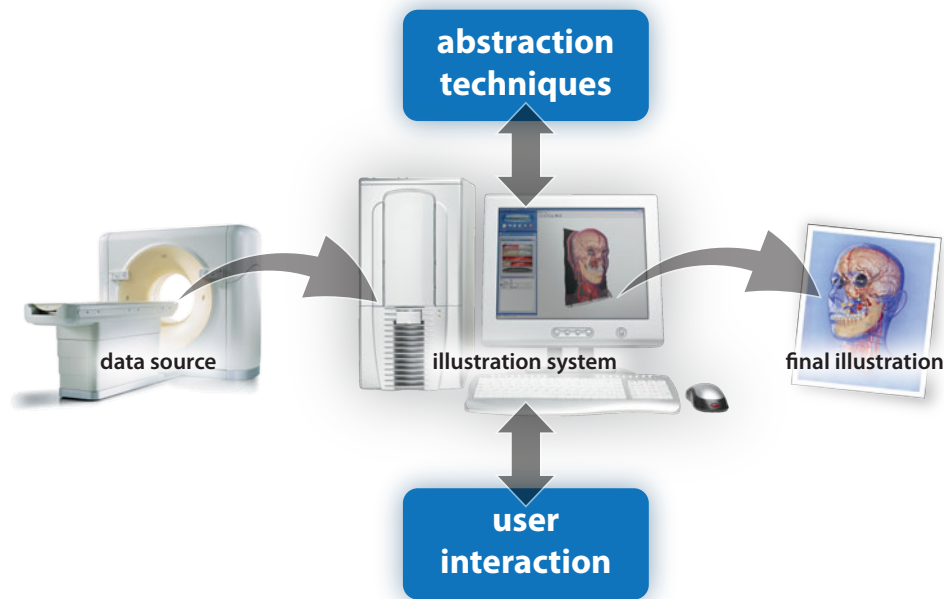 abstraction
techniques
data source
illustration system
final illustration
user
interaction